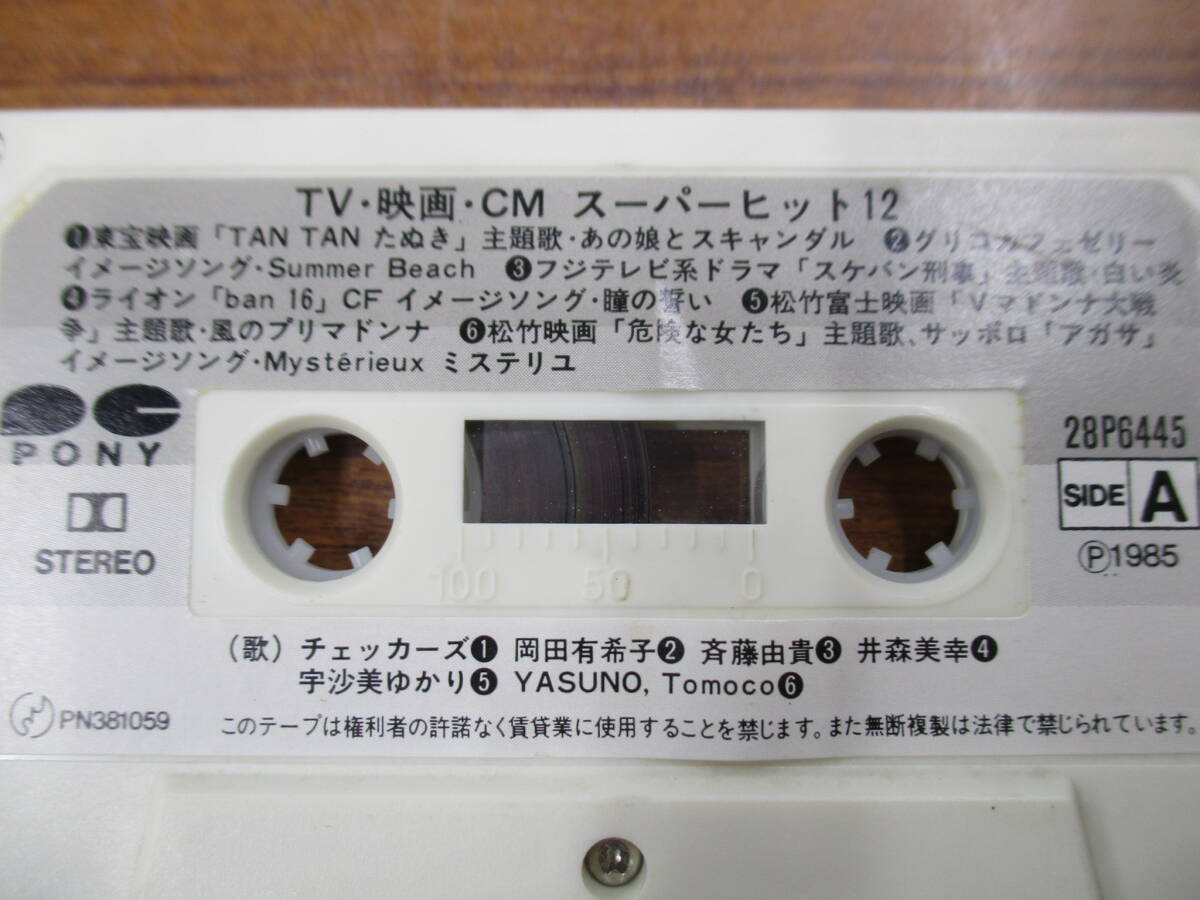 TV・映画・CM スーパーヒット12
❶東宝映画「TAN TAN たぬき」主題歌・あの娘とスキャンダル ❷グリコカフェゼリー
イメージソング・Summer Beach ❸フジテレビ系ドラマ「スケバン刑事」主題歌・白い炎
❹ライオン「ban 16」CF イメージソング・瞳の誓い ❺松竹富士映画「Vマドンナ大戦
争」主題歌・風のプリマドンナ ❻松竹映画「危険な女たち」主題歌、サッポロ「アガサ」
イメージソング・Mystérieux ミステリユ
PONY
28P6445
SIDE A
STEREO
Ⓟ1985
100 50 0
(歌) チェッカーズ❶ 岡田有希子❷ 斉藤由貴❸ 井森美幸❹
宇沙美ゆかり❺ YASUNO, Tomoco❻
PN381059
このテープは権利者の許諾なく賃貸業に使用することを禁じます。また無断複製は法律で禁じられています。